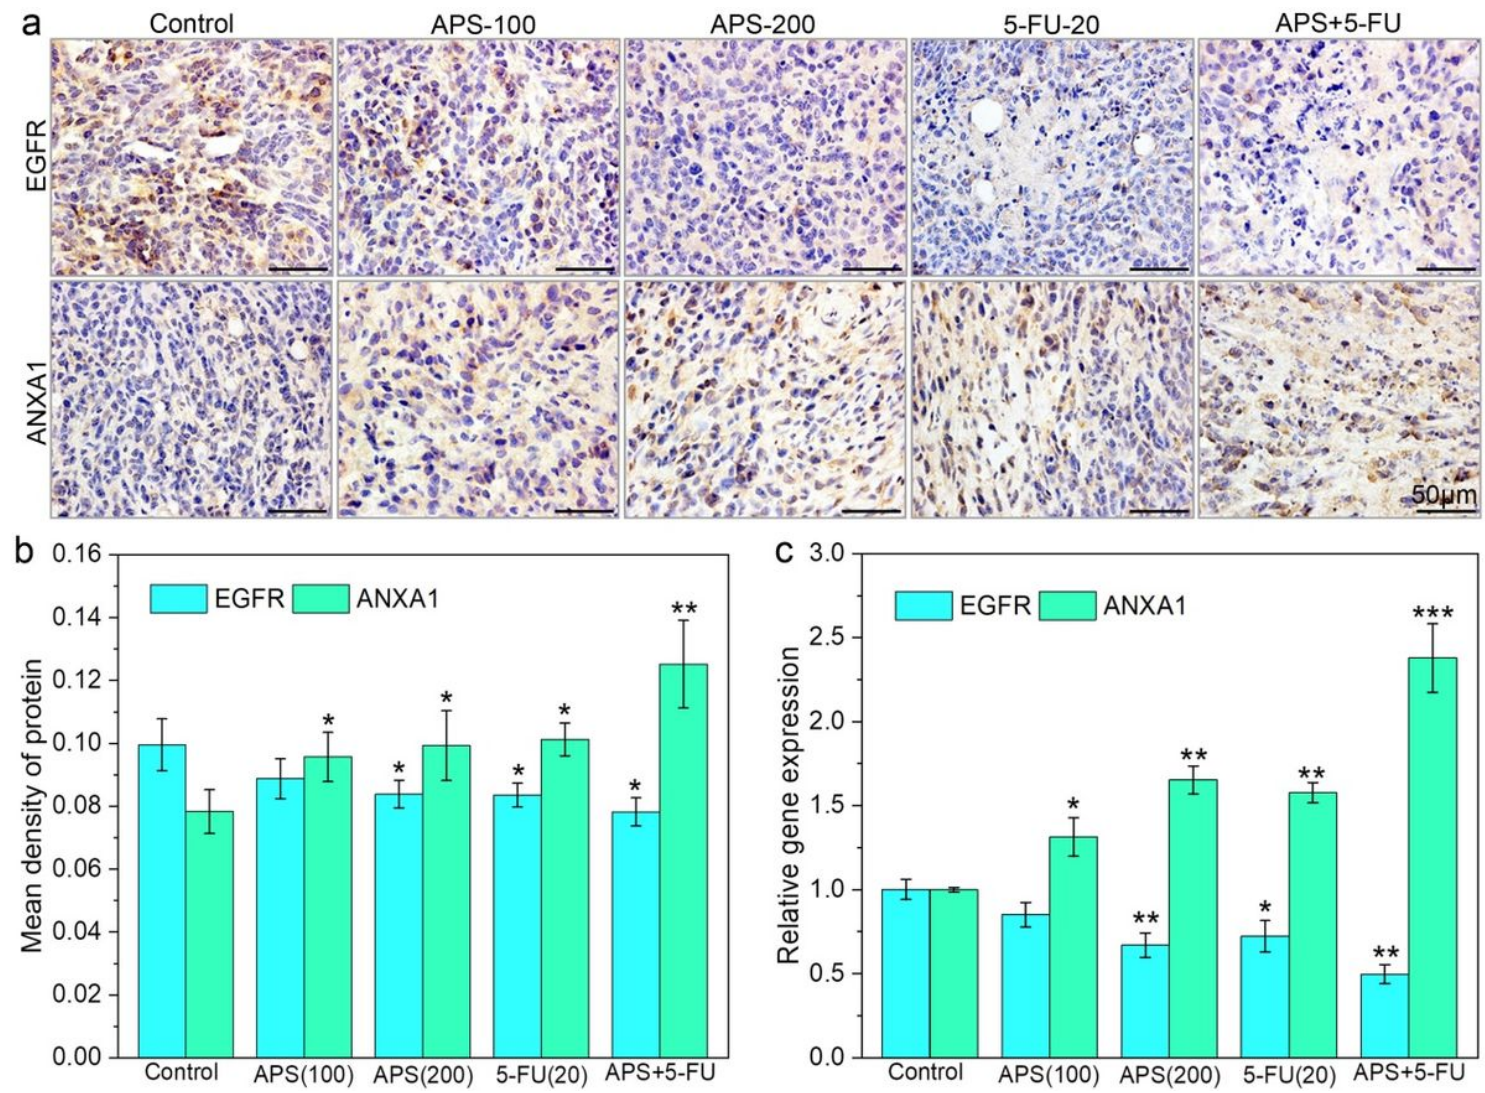 a
Control APS-100 APS-200 5-FU-20 APS+5-FU
EGFR
ANXA1
50μm
b
0.16
0.14
0.12
0.10
0.08
0.06
0.04
0.02
0.00
Mean density of protein
EGFR ANXA1
* * * * * * **
Control APS(100) APS(200) 5-FU(20) APS+5-FU
c
3.0
2.5
2.0
1.5
1.0
0.5
0.0
Relative gene expression
EGFR ANXA1
* ** ** * ** ** ***
Control APS(100) APS(200) 5-FU(20) APS+5-FU